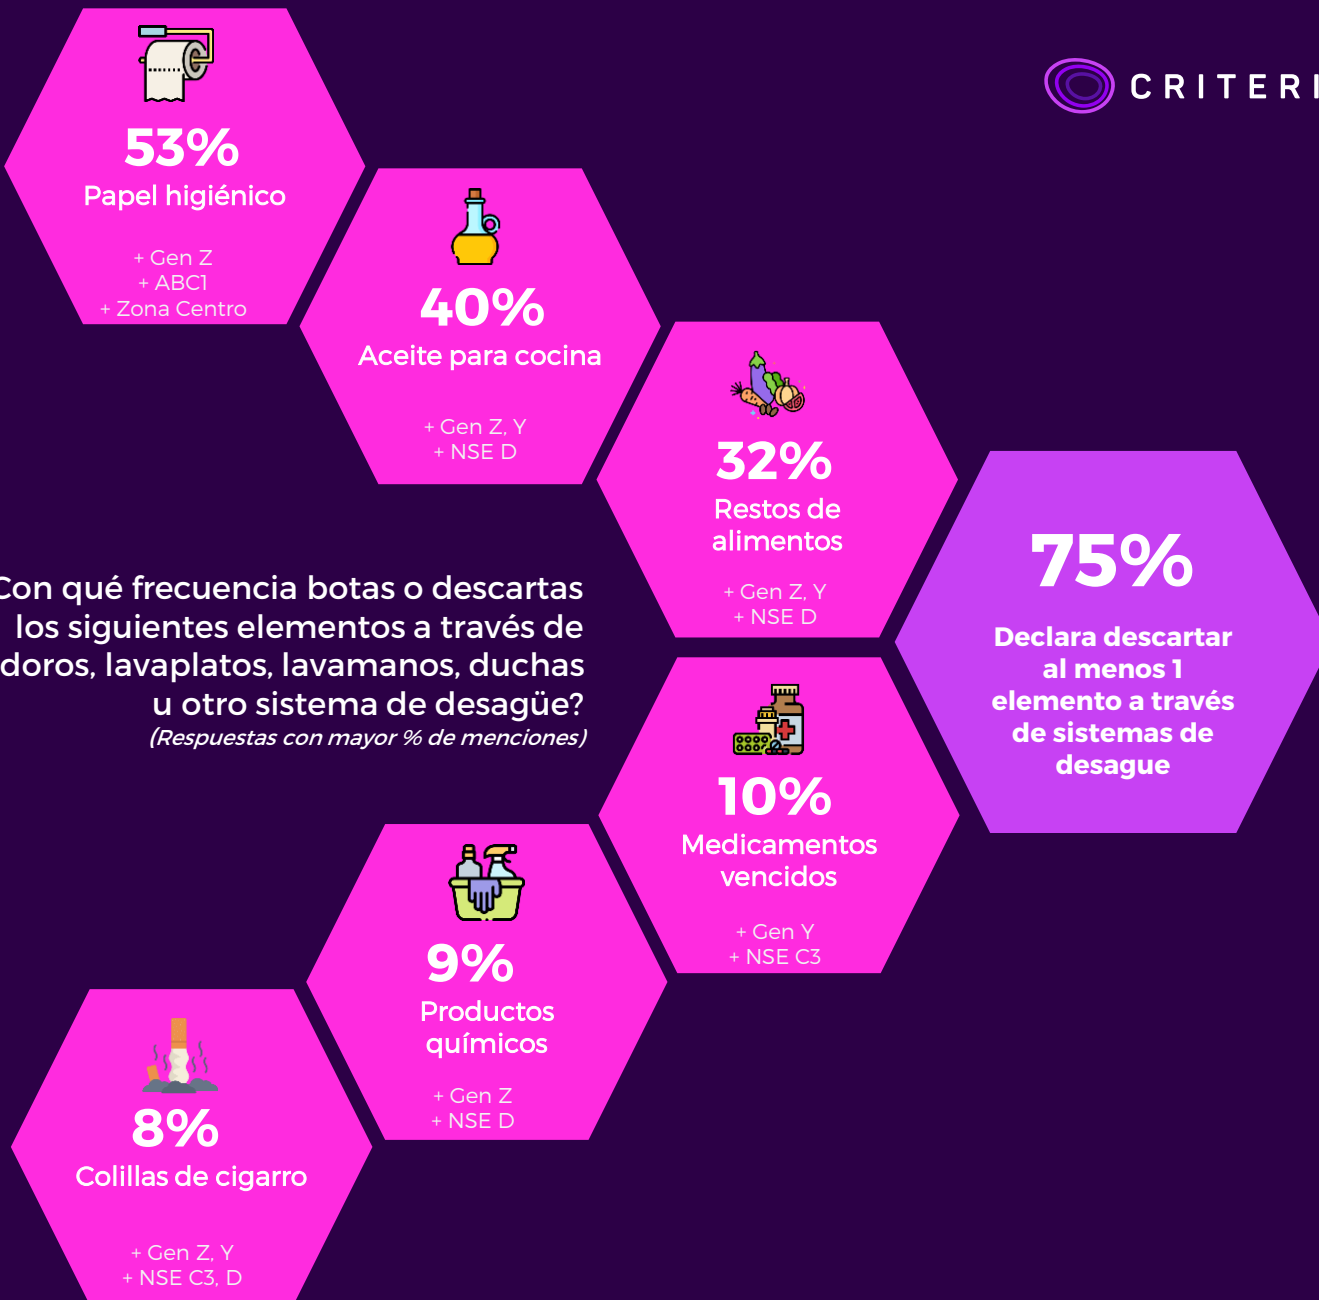 CRITERI
53%
Papel higiénico
+ Gen Z
+ ABC1
+ Zona Centro
40%
Aceite para cocina
+ Gen Z, Y
+ NSE D
32%
Restos de
alimentos
+ Gen Z, Y
+ NSE D
75%
Declara descartar
al menos 1
elemento a través
de sistemas de
desague
Con qué frecuencia botas o descartas
los siguientes elementos a través de
doros, lavaplatos, lavamanos, duchas
u otro sistema de desagüe?
(Respuestas con mayor % de menciones)
10%
Medicamentos
vencidos
+ Gen Y
+ NSE C3
9%
Productos
químicos
+ Gen Z
+ NSE D
8%
Colillas de cigarro
+ Gen Z, Y
+ NSE C3, D